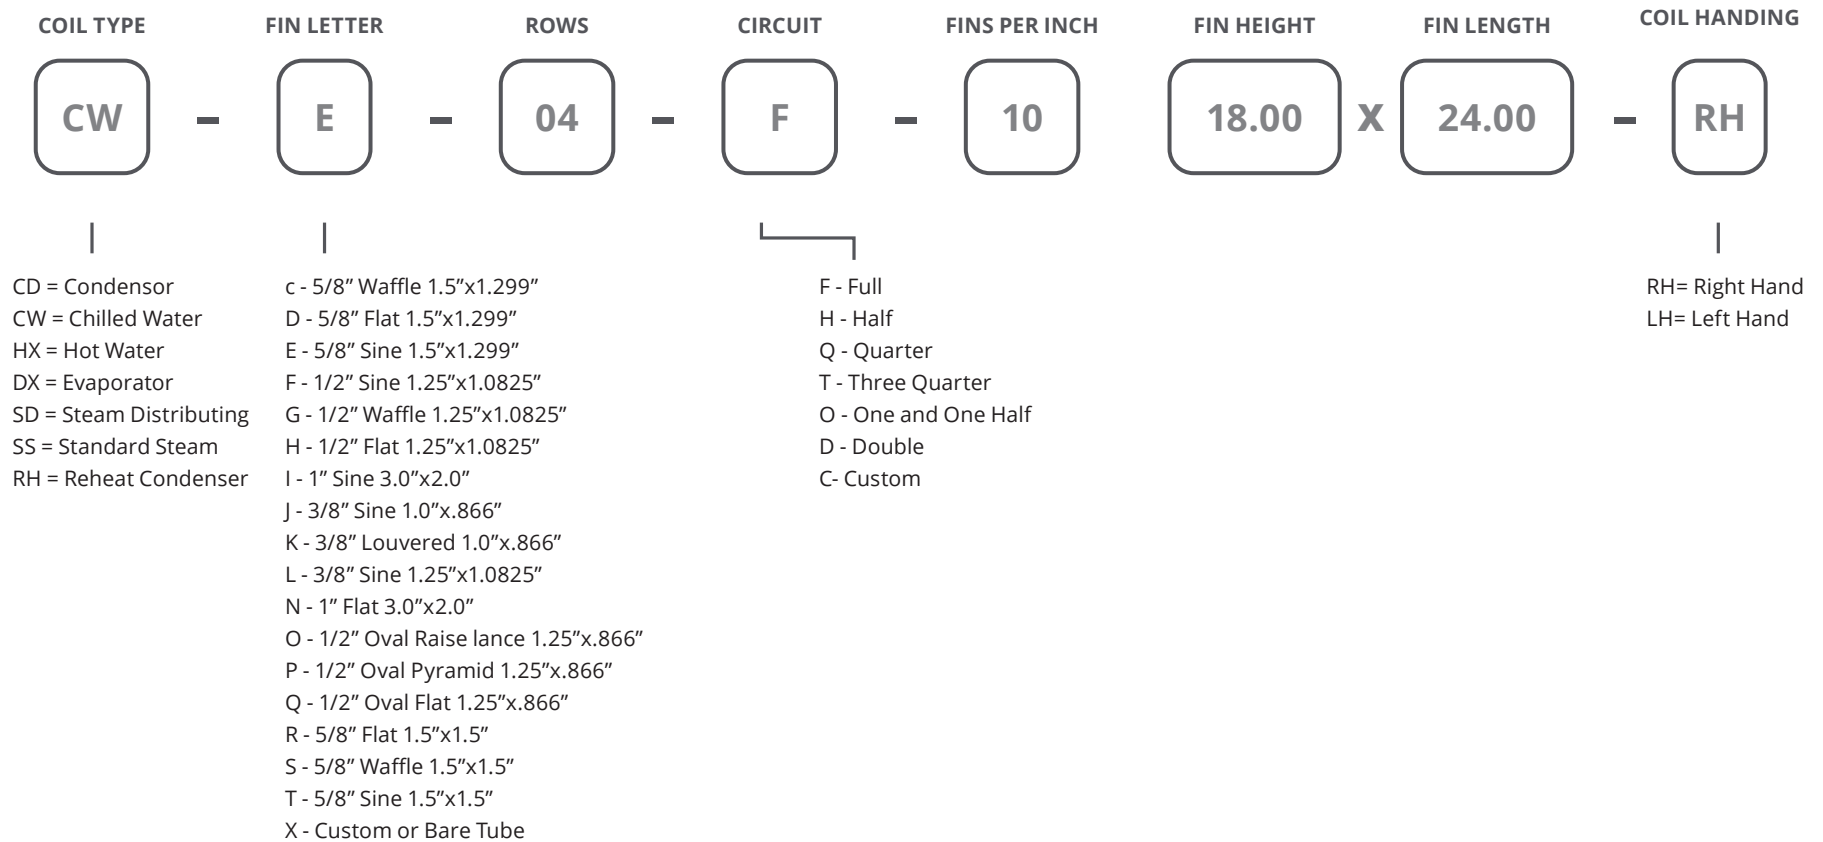 COIL TYPE FIN LETTER ROWS CIRCUIT FINS PER INCH FIN HEIGHT FIN LENGTH COIL HANDING
CW – E – 04 – F – 10 18.00 X 24.00 – RH
CD = Condensor
CW = Chilled Water
HX = Hot Water
DX = Evaporator
SD = Steam Distributing
SS = Standard Steam
RH = Reheat Condenser
c - 5/8” Waffle 1.5”x1.299”
D - 5/8” Flat 1.5”x1.299”
E - 5/8” Sine 1.5”x1.299”
F - 1/2” Sine 1.25”x1.0825”
G - 1/2” Waffle 1.25”x1.0825”
H - 1/2” Flat 1.25”x1.0825”
I - 1” Sine 3.0”x2.0”
J - 3/8” Sine 1.0”x.866”
K - 3/8” Louvered 1.0”x.866”
L - 3/8” Sine 1.25”x1.0825”
N - 1” Flat 3.0”x2.0”
O - 1/2” Oval Raise lance 1.25”x.866”
P - 1/2” Oval Pyramid 1.25”x.866”
Q - 1/2” Oval Flat 1.25”x.866”
R - 5/8” Flat 1.5”x1.5”
S - 5/8” Waffle 1.5”x1.5”
T - 5/8” Sine 1.5”x1.5”
X - Custom or Bare Tube
F - Full
H - Half
Q - Quarter
T - Three Quarter
O - One and One Half
D - Double
C- Custom
RH= Right Hand
LH= Left Hand